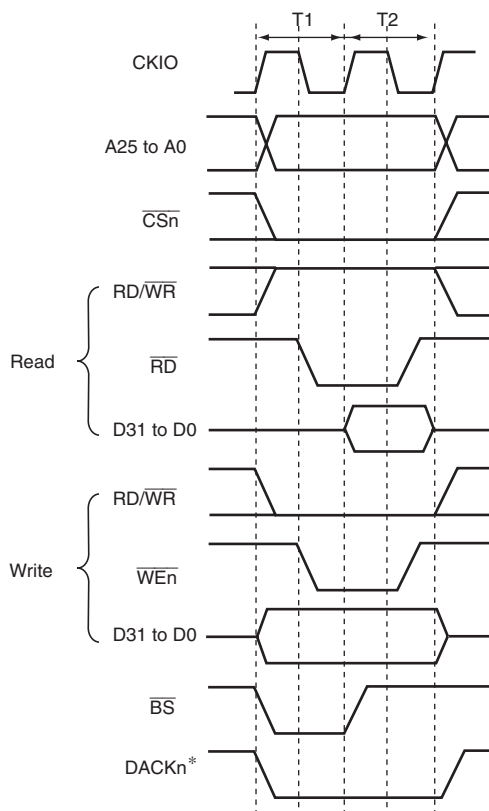 T1 T2
CKIO
A25 to A0
CSn
RD/WR
Read
RD
D31 to D0
RD/WR
Write
WEn
D31 to D0
BS
DACKn*